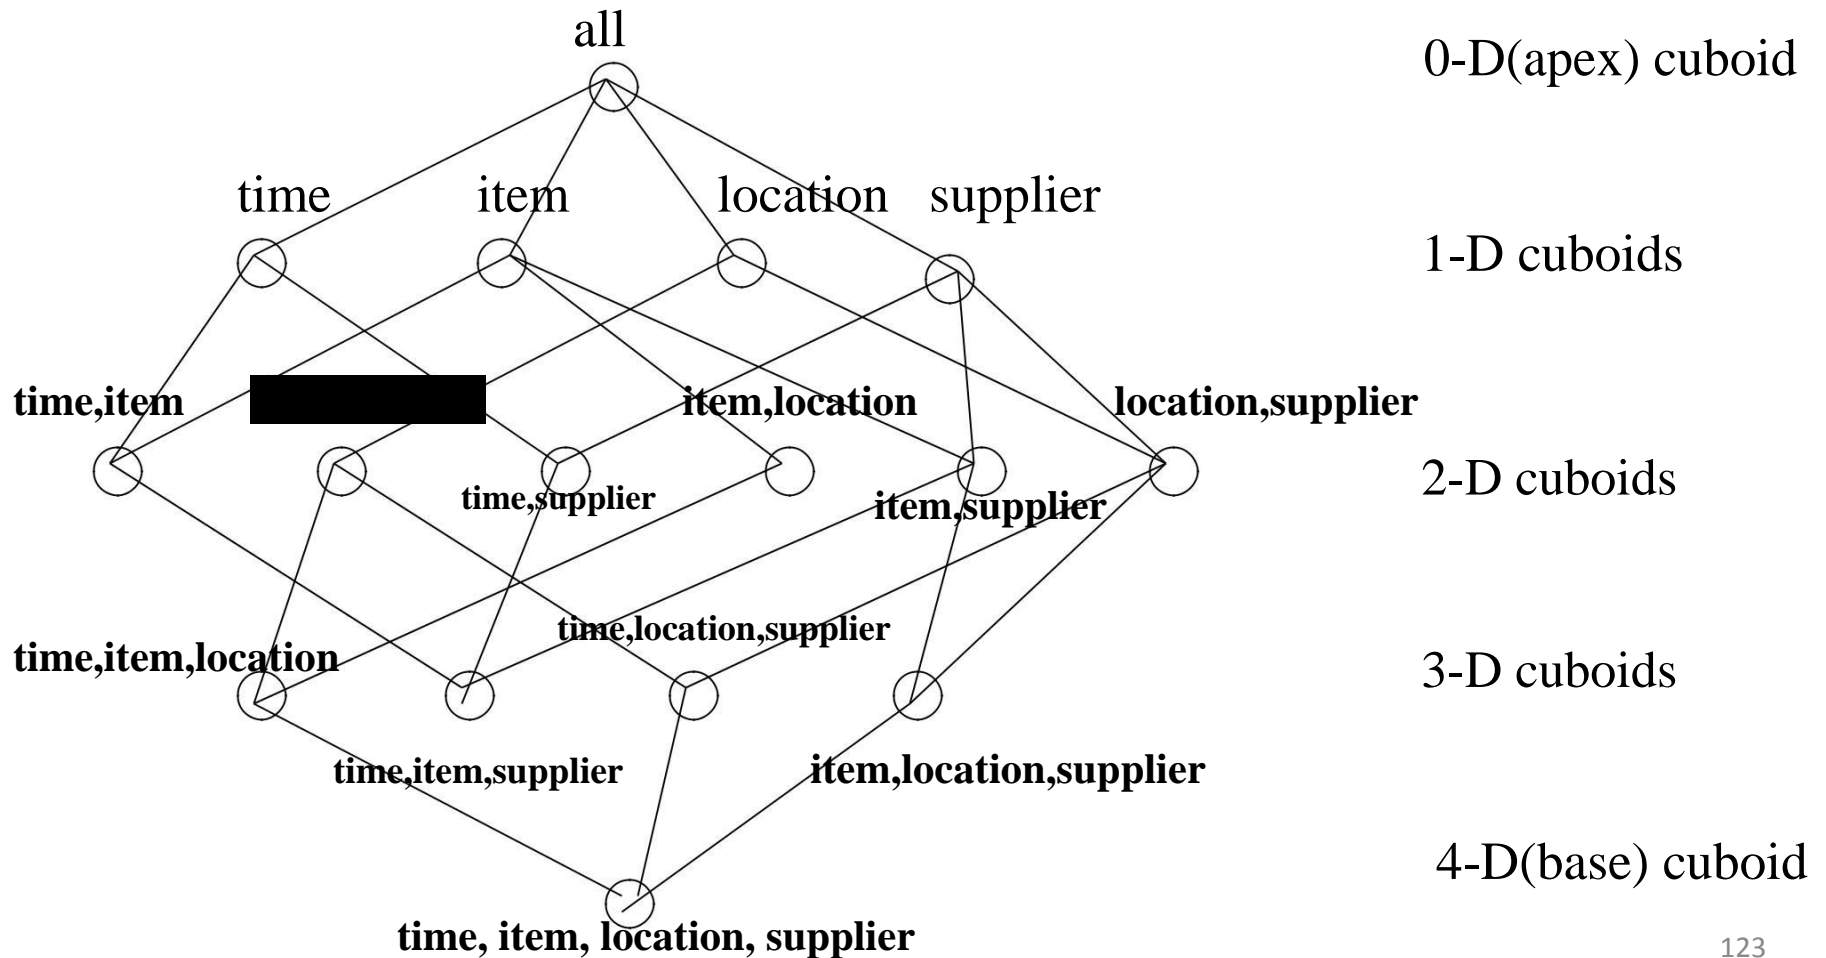 all
0-D(apex) cuboid
time item location supplier
1-D cuboids
time,item item,location location,supplier
2-D cuboids
time,supplier item,supplier
time,location,supplier
time,item,location
3-D cuboids
time,item,supplier item,location,supplier
4-D(base) cuboid
time, item, location, supplier
123